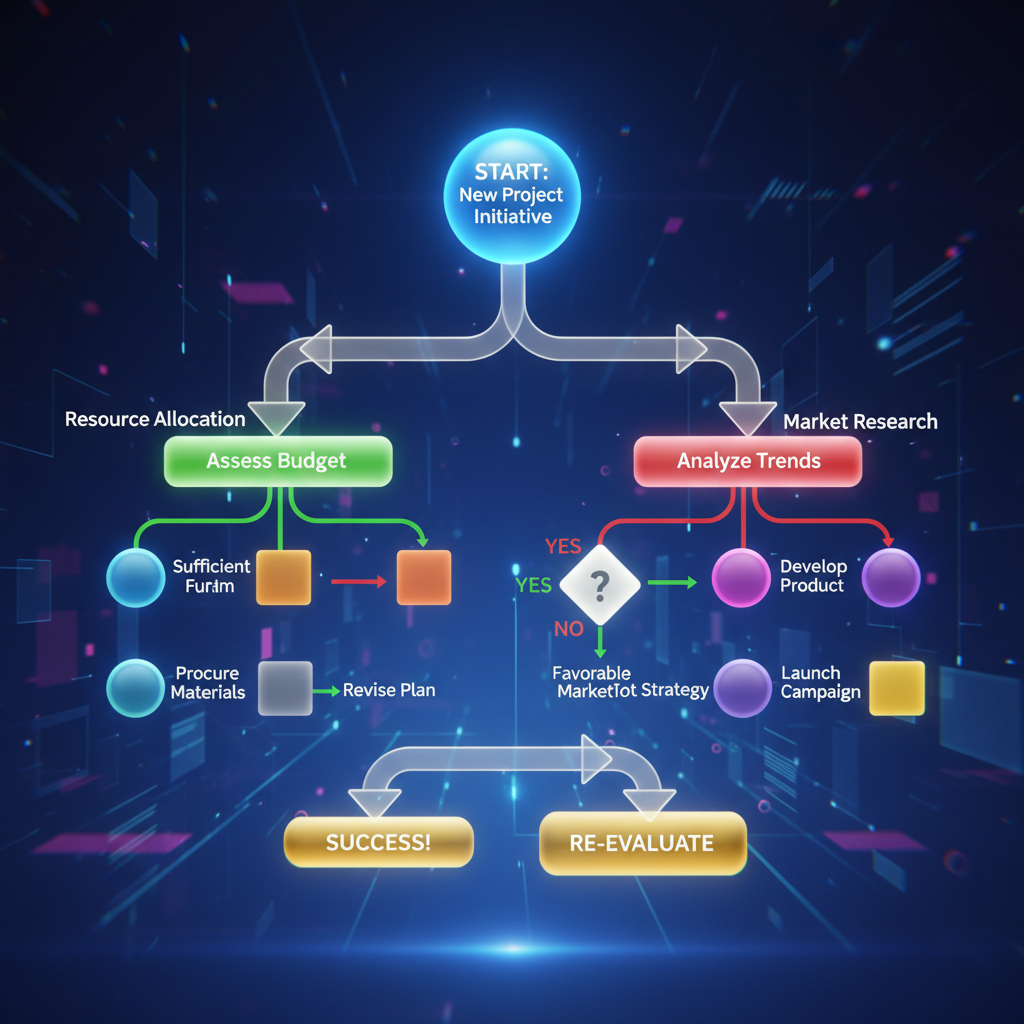 START:
New Project
Initiative
Resource Allocation
Assess Budget
Market Research
Analyze Trends
Sufficient
YES
YES
?
NO
Develop
Product
Procure
Materials
Revise Plan
Favorable
MarketTot Strategy
Launch
Campaign
SUCCESS!
RE-EVALUATE